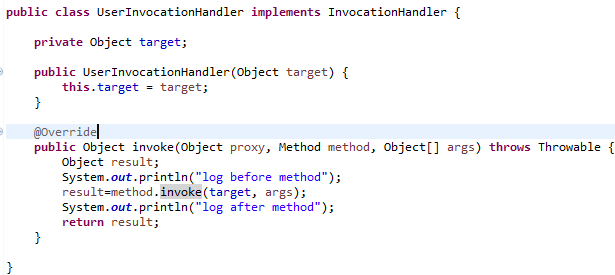 public class UserInvocationHandler implements InvocationHandler {
private Object target;
public UserInvocationHandler(Object target) {
this.target = target;
}
@Override
public Object invoke(Object proxy, Method method, Object[] args) throws Throwable {
Object result;
System.out.println("log before method");
result=method.invoke(target, args);
System.out.println("log after method");
return result;
}
}